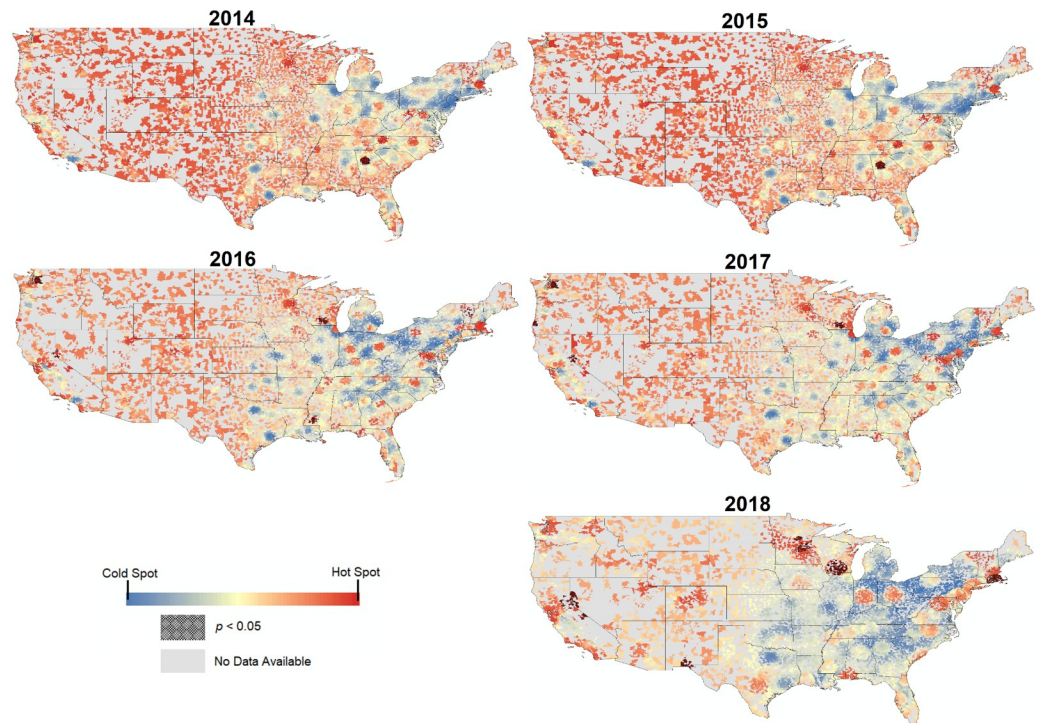 2014
2015
2016
2017
2018
Cold Spot
Hot Spot
p < 0.05
No Data Available